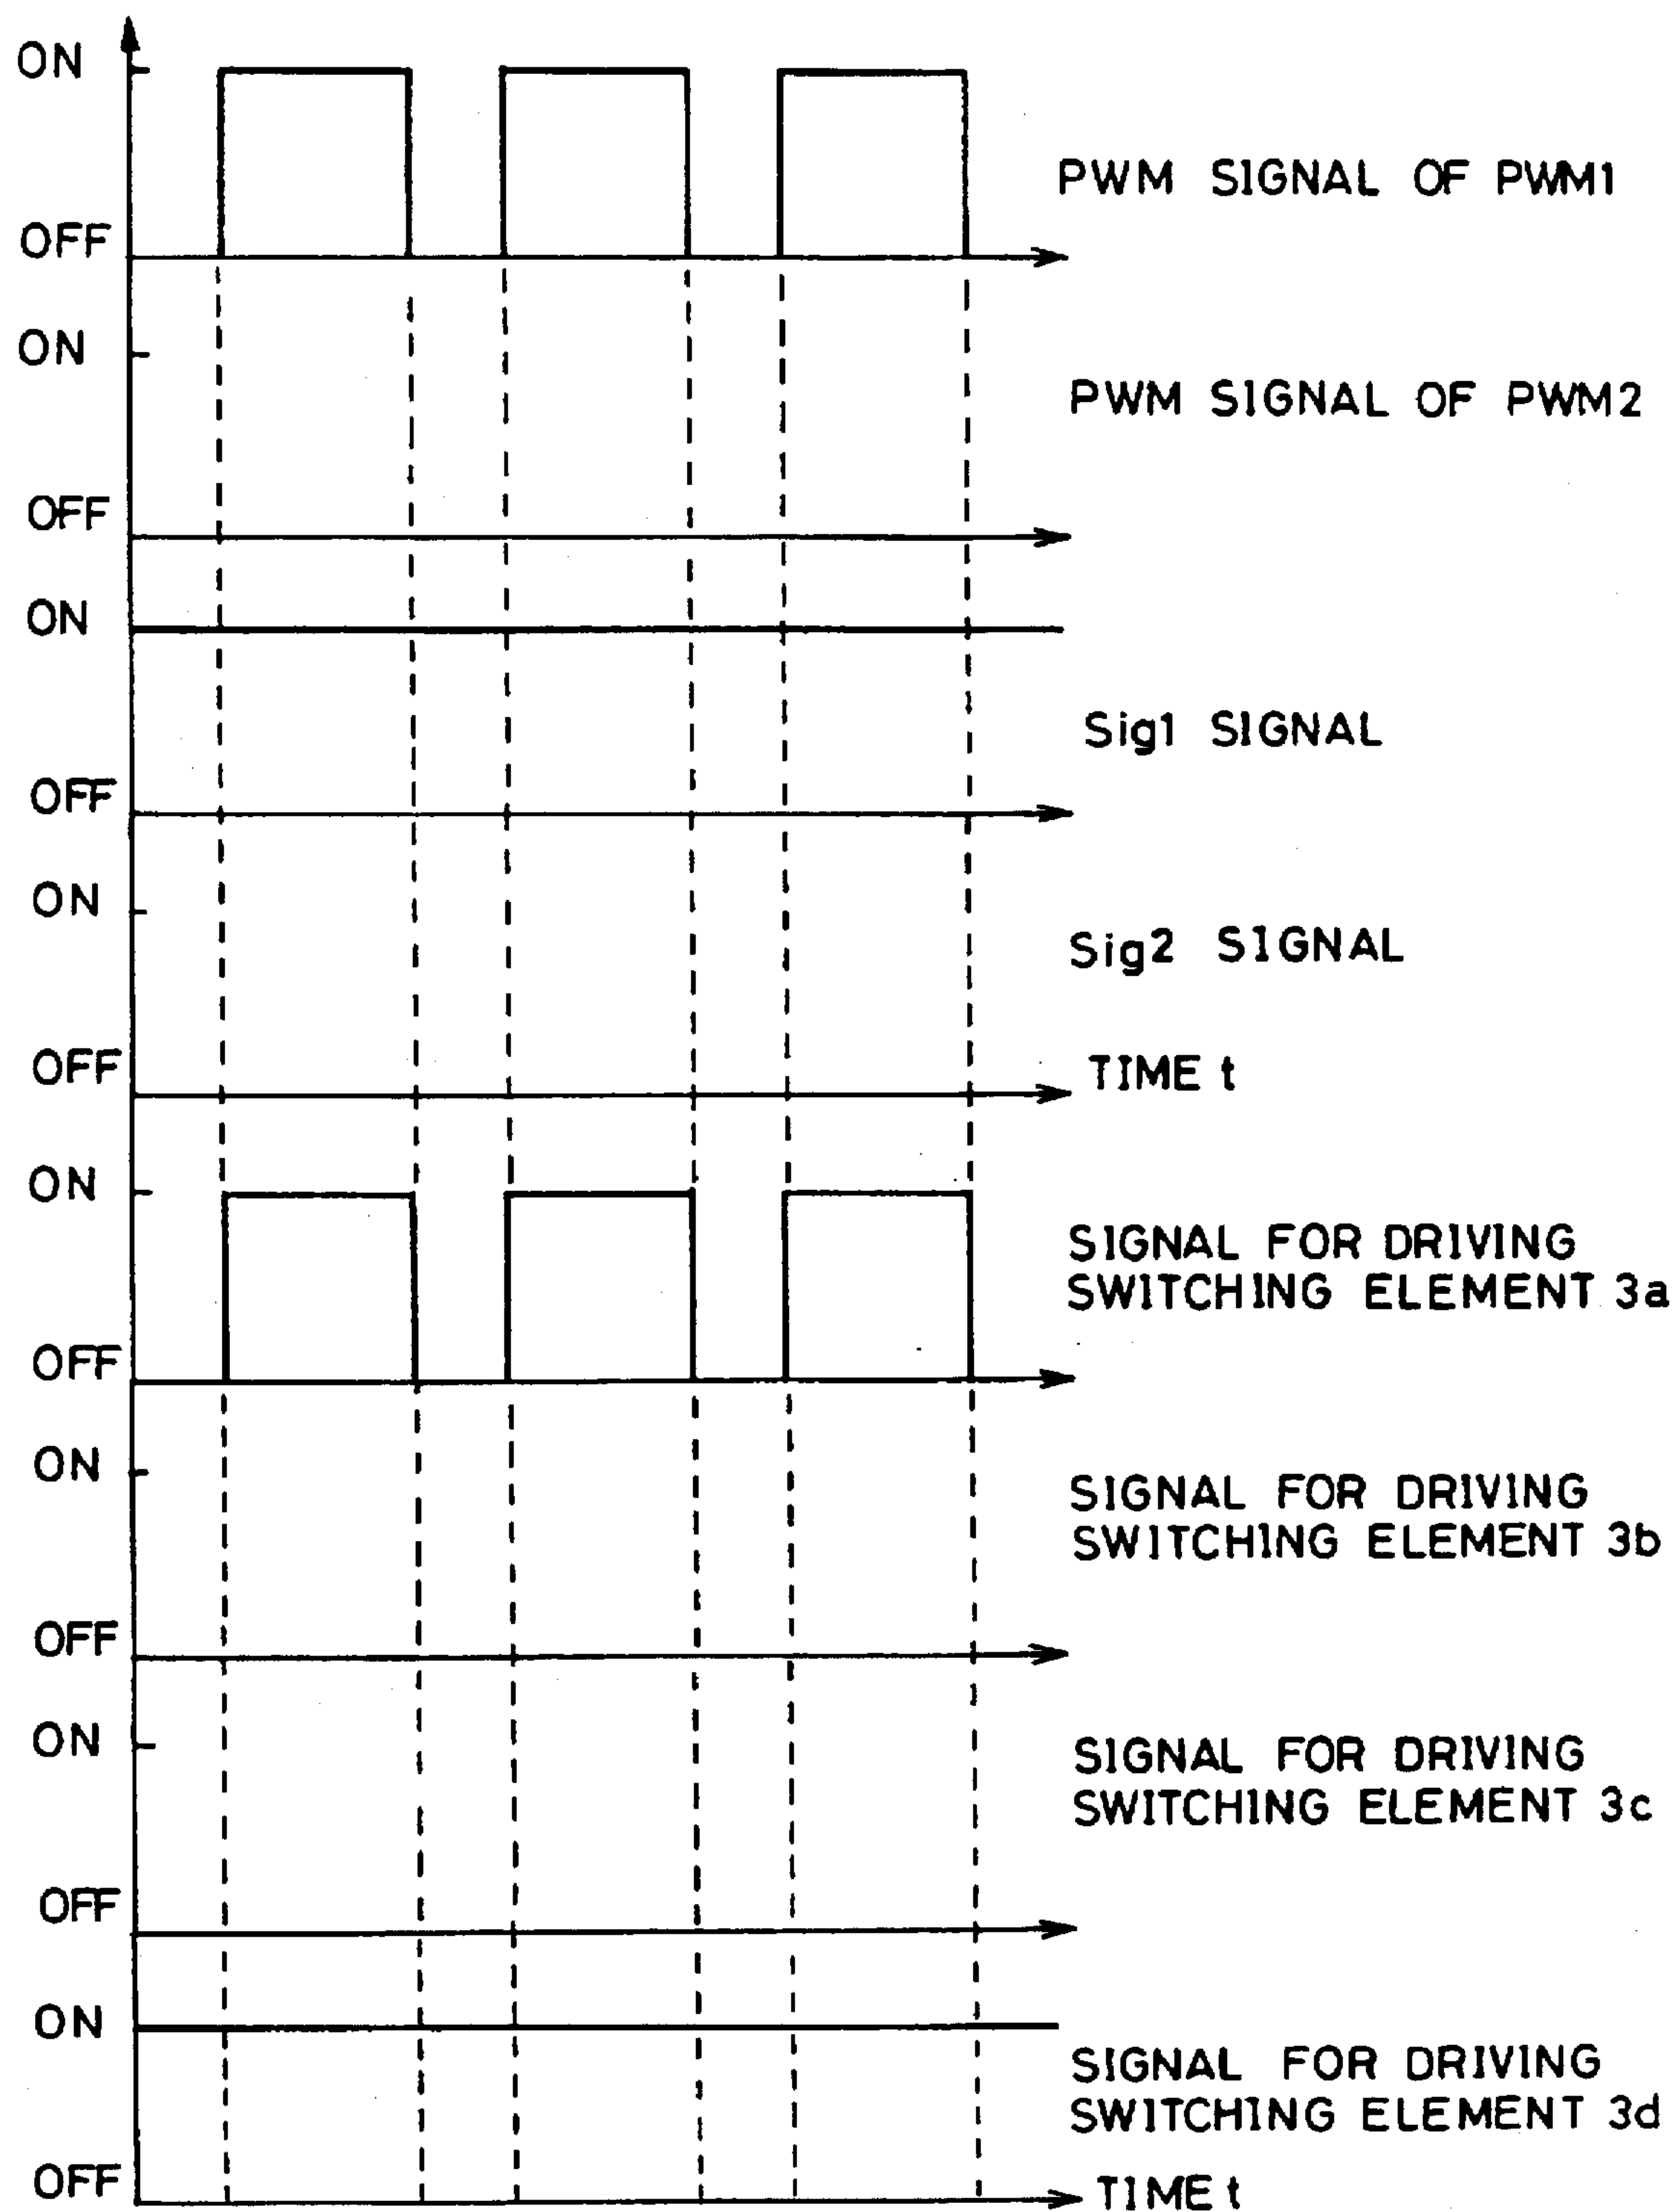 ON
PWM SIGNAL OF PWM1
OFF
ON
PWM SIGNAL OF PWM2
OFF
ON
Sig1 SIGNAL
OFF
ON
Sig2 SIGNAL
OFF
TIME t
ON
SIGNAL FOR DRIVING
SWITCHING ELEMENT 3a
OFF
ON
SIGNAL FOR DRIVING
SWITCHING ELEMENT 3b
OFF
ON
SIGNAL FOR DRIVING
SWITCHING ELEMENT 3c
OFF
ON
SIGNAL FOR DRIVING
SWITCHING ELEMENT 3d
OFF
TIME t